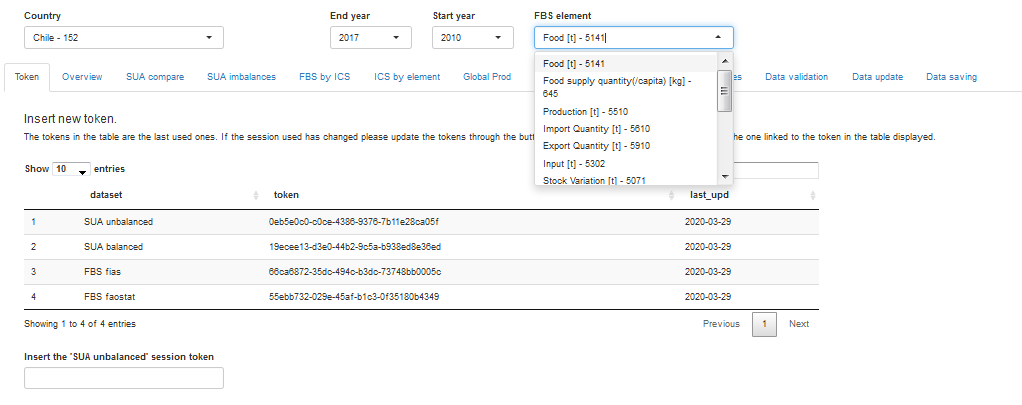 Country
End year
Start year
FBS element
Chile - 152
2017
2010
Food [t] - 5141
Token
Overview
SUA compare
SUA imbalances
FBS by ICS
ICS by element
Global Prod
es
Data validation
Data update
Data saving
Food [t] - 5141
Food supply quantity(/capita) [kg] -
645
Production [t] - 5510
Import Quantity [t] - 5610
Export Quantity [t] - 5910
Input [t] - 5302
Stock Variation [t] - 5071
Insert new token.
The tokens in the table are the last used ones. If the session used has changed please update the tokens through the butt he one linked to the token in the table displayed.
Show 10 entries
dataset token last_upd
1 SUA unbalanced 0eb5e0c0-c0ce-4386-9376-7b11e28ca05f 2020-03-29
2 SUA balanced 19ecee13-d3e0-44b2-9c5a-b938ed8e36ed 2020-03-29
3 FBS fias 66ca6872-35dc-494c-b3dc-73748bb0005c 2020-03-29
4 FBS faostat 55ebb732-029e-45af-b1c3-0f35180b4349 2020-03-29
Showing 1 to 4 of 4 entries
Previous 1 Next
Insert the 'SUA unbalanced' session token